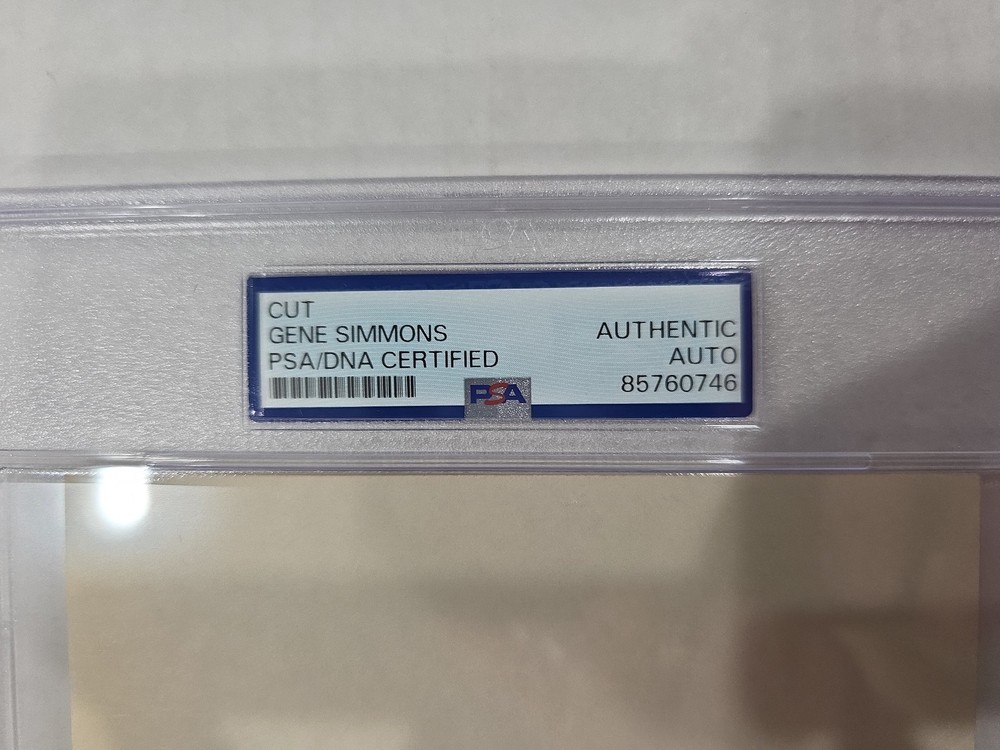 CUT
GENE SIMMONS
PSA/DNA CERTIFIED
AUTHENTIC
AUTO
85760746
PSA